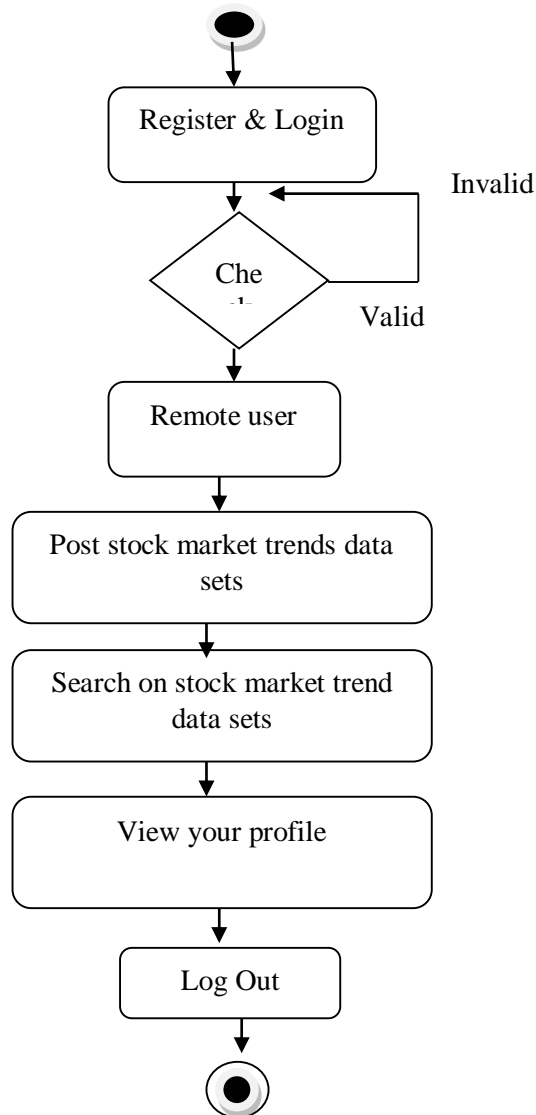 Register & Login
Invalid
Che
Valid
Remote user
Post stock market trends data
sets
Search on stock market trend
data sets
View your profile
Log Out